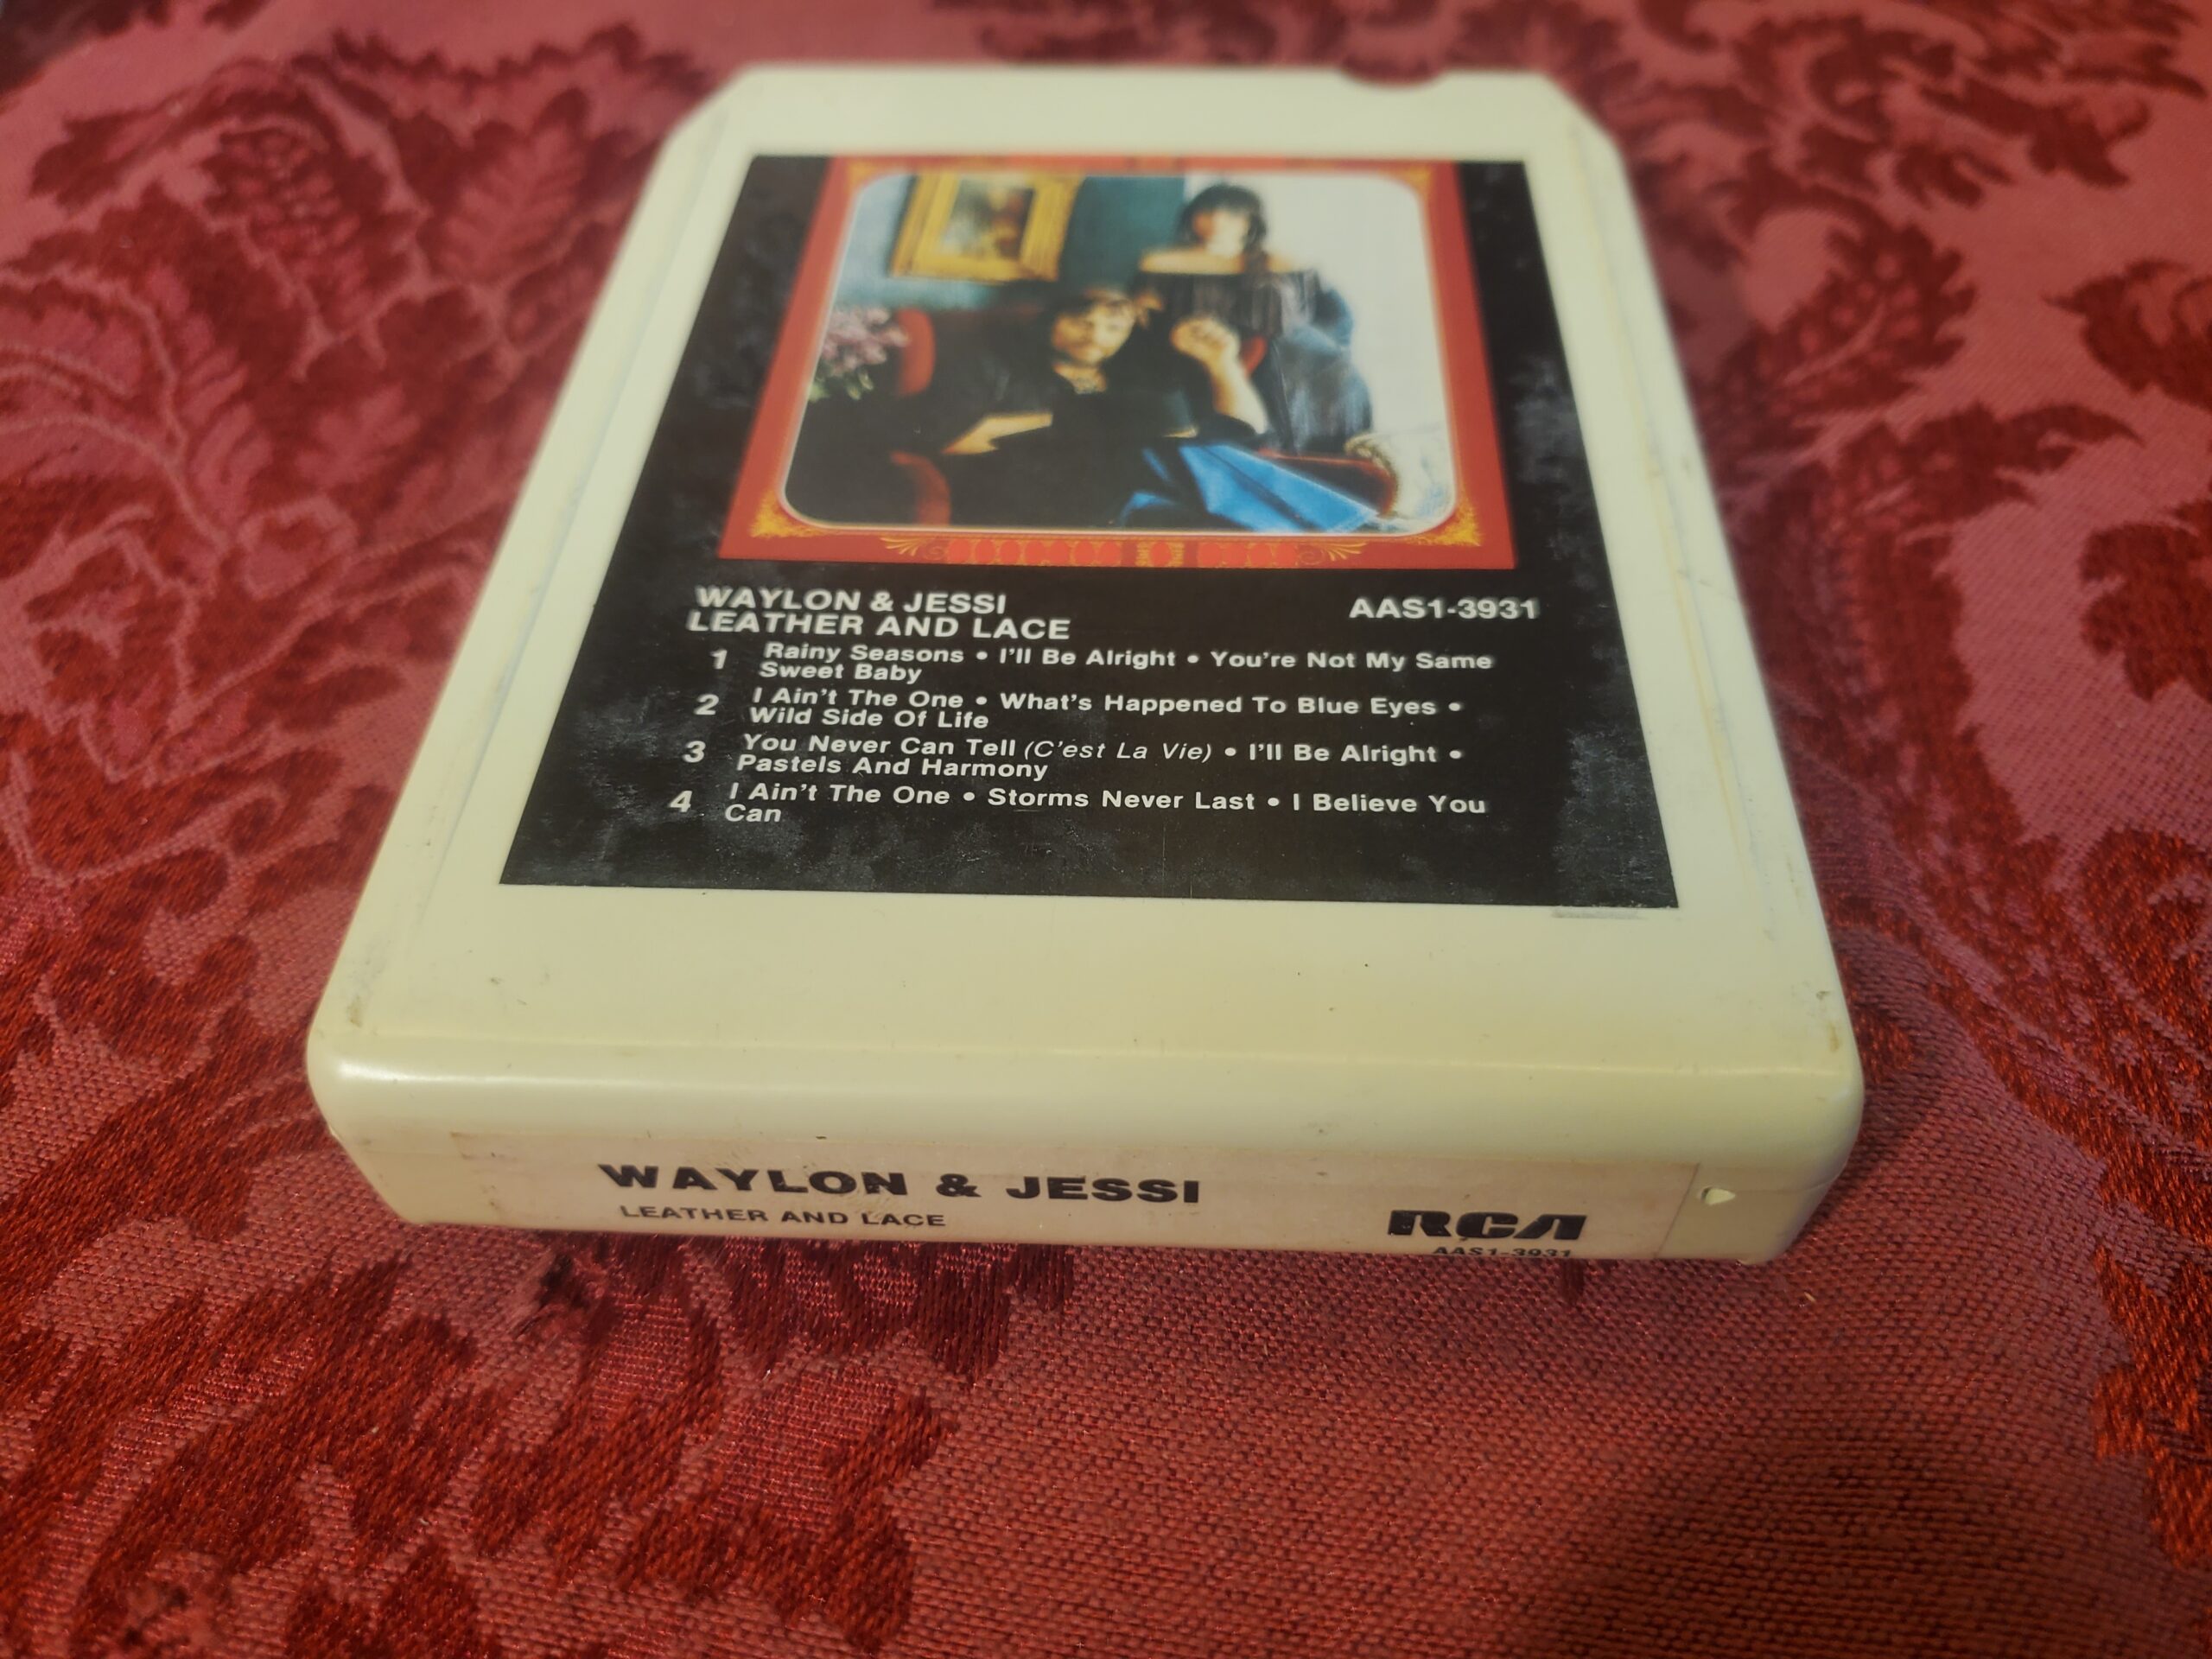 WAYLON & JESSI
LEATHER AND LACE
AAS1-3931
1 Rainy Seasons • I'll Be Alright • You're Not My Same
Sweet Baby
2 I Ain't The One • What's Happened To Blue Eyes •
Wild Side Of Life
3 You Never Can Tell (C'est La Vie) • I'll Be Alright •
Pastels And Harmony
4 I Ain't The One • Storms Never Last • I Believe You
Can
WAYLON & JESSI
LEATHER AND LACE
RCA
AAS1-3931